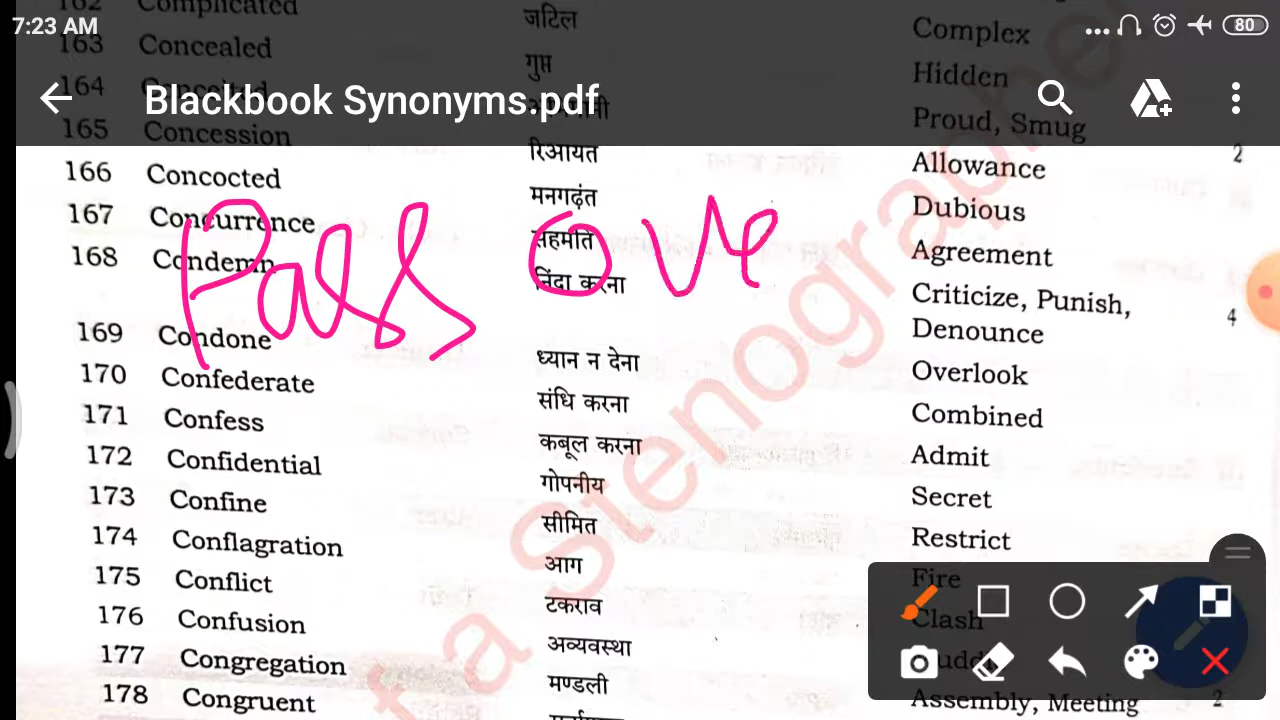 7:23 AM 80
162 Complicated जटिल Complex
163 Concealed गुप्त Hidden
Blackbook Synonyms.pdf
164 Conceited Proud, Smug
165 Concession रिआयत Allowance 2
166 Concocted मनगढ़ंत Dubious
167 Concurrence सहमति Agreement
168 Condemn निंदा करना Criticize, Punish, 4
Denounce
169 Condone ध्यान न देना Overlook
170 Confederate संधि करना Combined
171 Confess कबूल करना Admit
172 Confidential गोपनीय Secret
173 Confine सीमित Restrict
174 Conflagration आग Fire
175 Conflict टकराव Clash
176 Confusion अव्यवस्था
177 Congregation मण्डली Assembly, Meeting 2
178 Congruent
Pass ove
a Stenographe